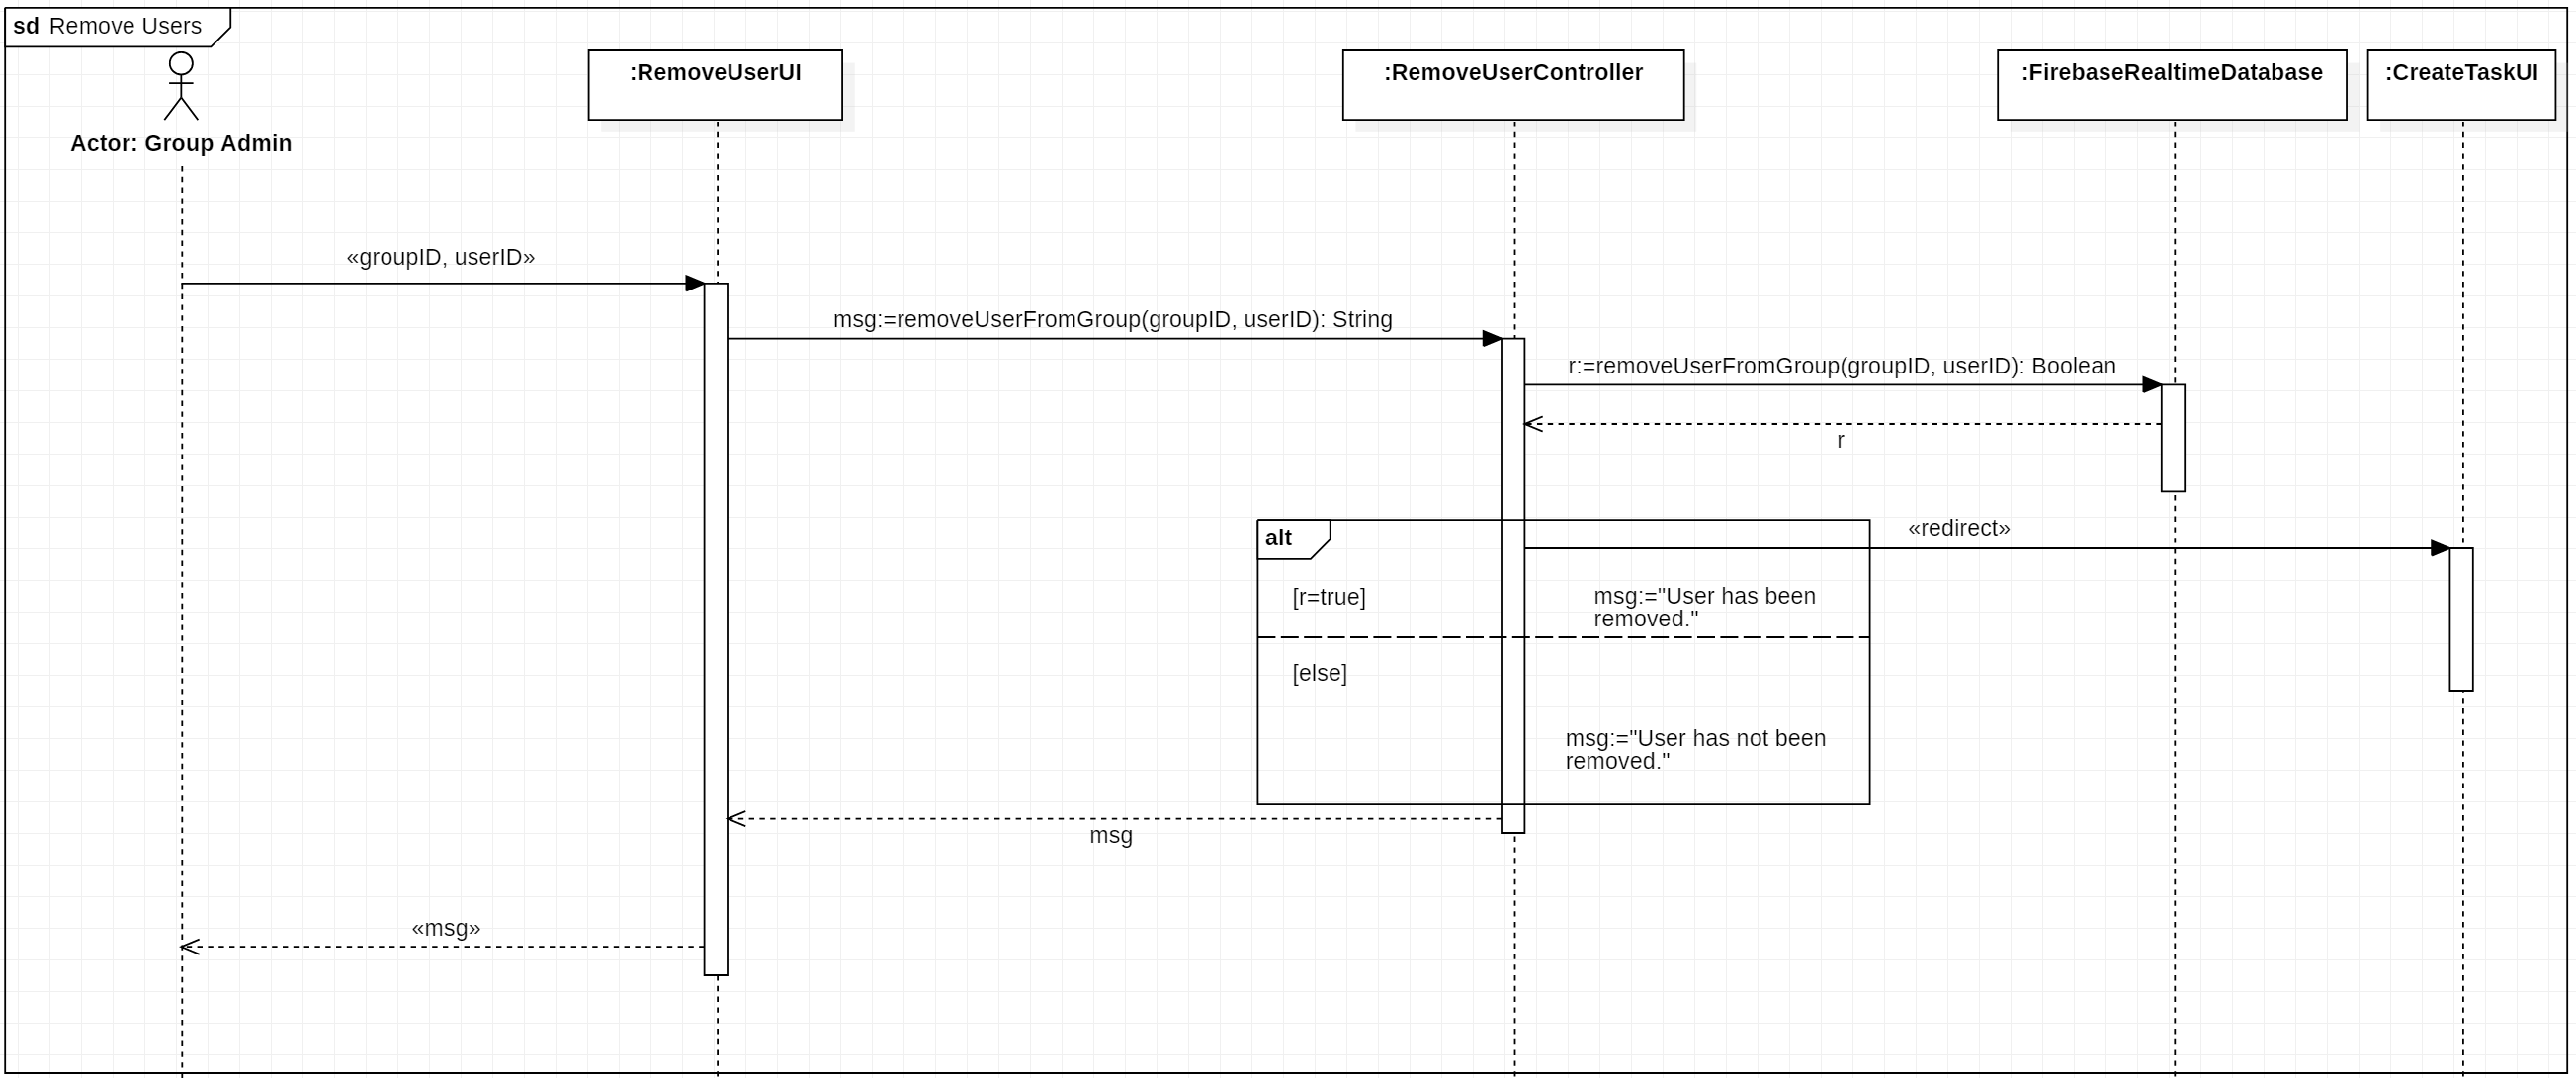 sd Remove Users
:RemoveUserUI
:RemoveUserController
:FirebaseRealtimeDatabase
:CreateTaskUI
Actor: Group Admin
«groupID, userID»
msg:=removeUserFromGroup(groupID, userID): String
r:=removeUserFromGroup(groupID, userID): Boolean
r
alt
«redirect»
[r=true]
msg:="User has been
removed."
[else]
msg:="User has not been
removed."
msg
«msg»